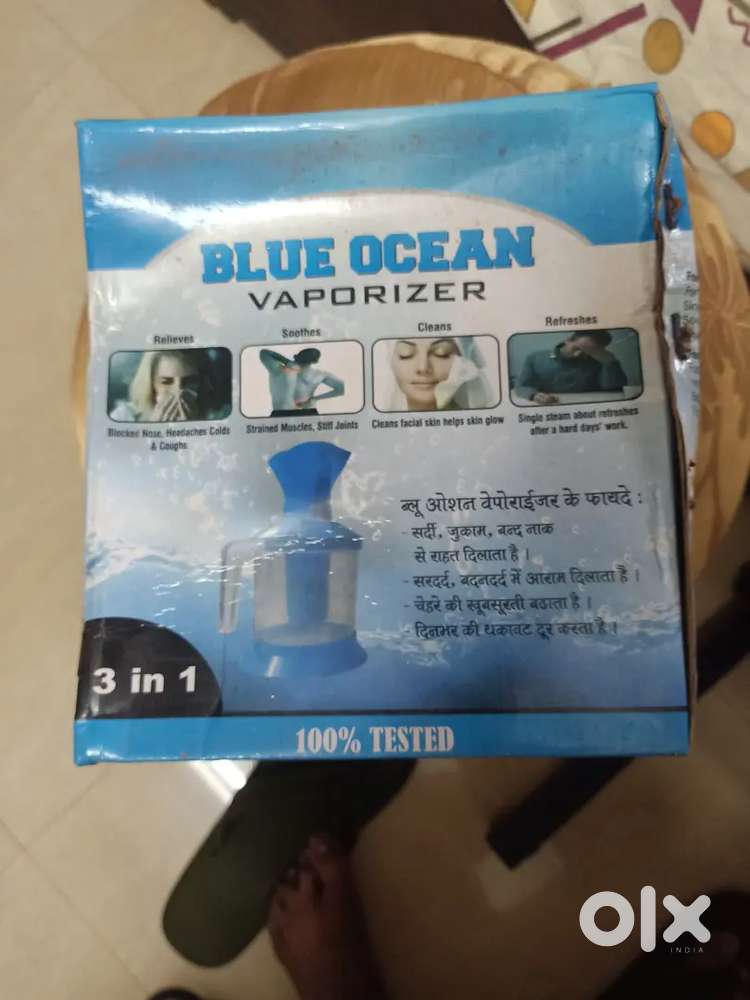 BLUE OCEAN
VAPORIZER
Relieves
Soothes
Cleans
Refreshes
Blocked Nose, Headaches Colds
& Coughs
Strained Muscles, Stiff Joints
Cleans facial skin helps skin glow
Single steam about refreshes
after a hard days' work.
ब्लू ओशन वेपोराईजर के फायदे :
- सर्दी, जुकाम, बन्द नाक
से राहत दिलाता है ।
- सरदर्द, बदनदर्द में आराम दिलाता है ।
- चेहरे की खूबसूरती बढाता है ।
- दिनभर की थकावट दूर करता है ।
3 in 1
100% TESTED
olx
INDIA